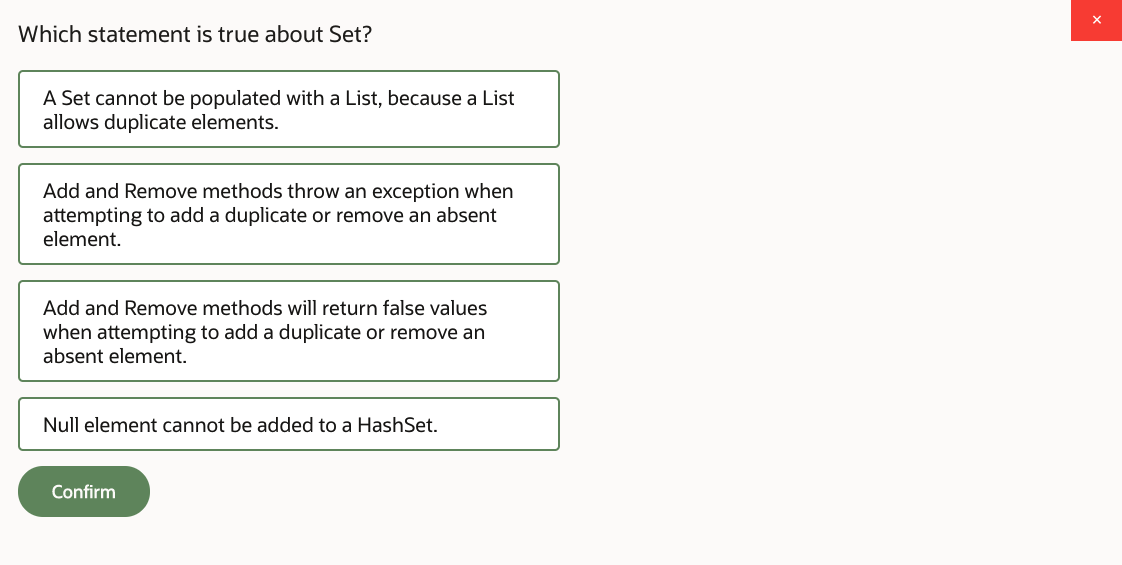 Which statement is true about Set?
×
A Set cannot be populated with a List, because a List
allows duplicate elements.
Add and Remove methods throw an exception when
attempting to add a duplicate or remove an absent
element.
Add and Remove methods will return false values
when attempting to add a duplicate or remove an
absent element.
Null element cannot be added to a HashSet.
Confirm